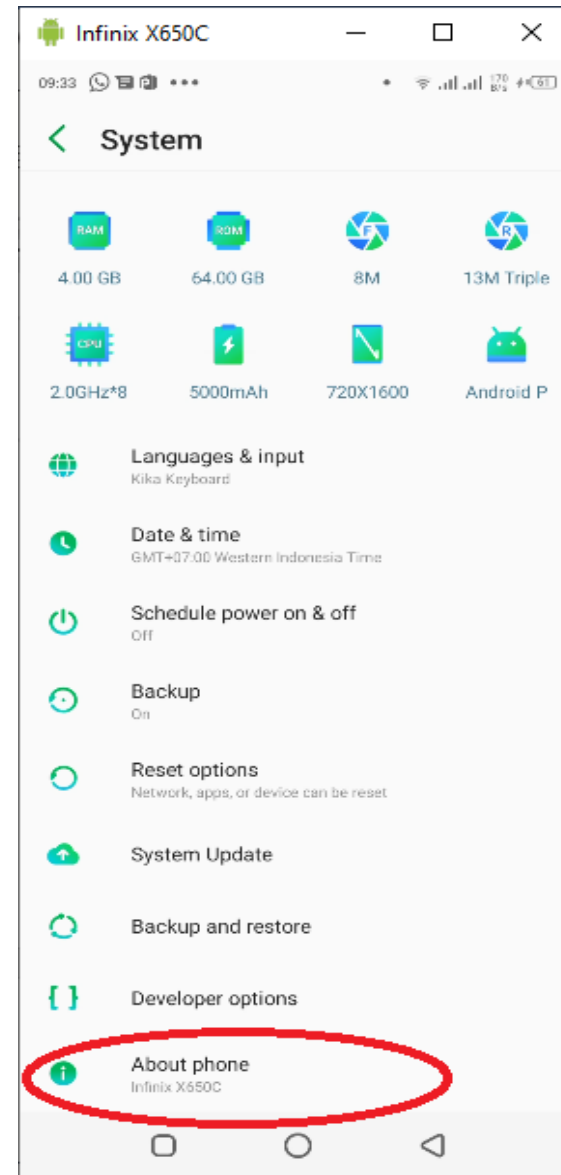 Infinix X650C
09:33
170
B/s
61
System
RAM
ROM
F
R
4.00 GB
64.00 GB
8M
13M Triple
CPU
2.0GHz*8
5000mAh
720X1600
Android P
Languages & input
Kika Keyboard
Date & time
GMT+07:00 Western Indonesia Time
Schedule power on & off
Off
Backup
On
Reset options
Network, apps, or device can be reset
System Update
Backup and restore
Developer options
About phone
Infinix X650C